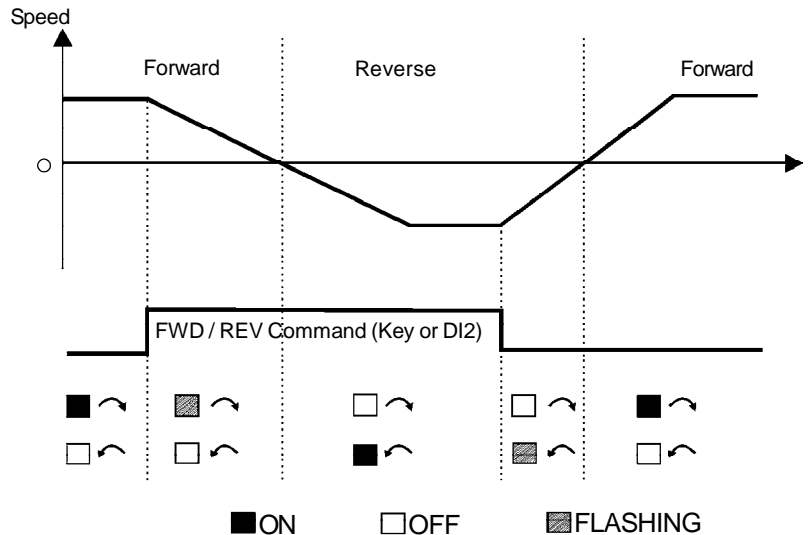 Speed
Forward Reverse Forward
O
FWD / REV Command (Key or DI2)
ON OFF FLASHING